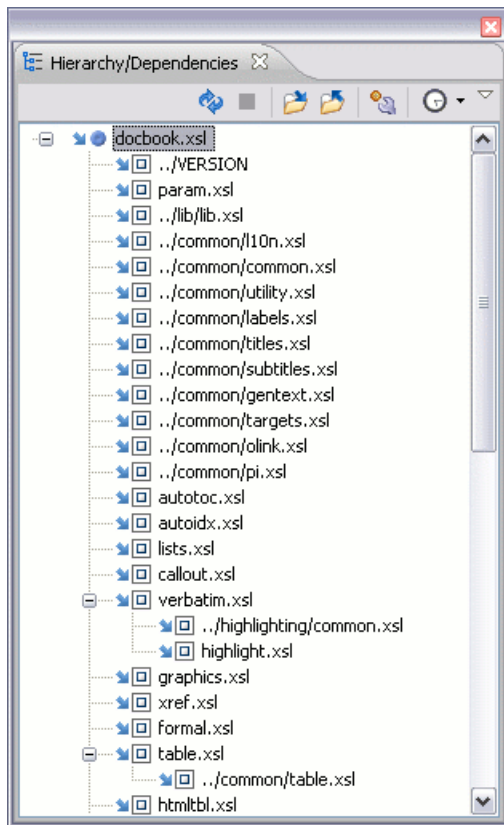 Hierarchy/Dependencies
docbook.xsl
../VERSION
param.xsl
../lib/lib.xsl
../common/l10n.xsl
../common/common.xsl
../common/utility.xsl
../common/labels.xsl
../common/titles.xsl
../common/subtitles.xsl
../common/gentext.xsl
../common/targets.xsl
../common/olink.xsl
../common/pi.xsl
autotoc.xsl
autoidx.xsl
lists.xsl
callout.xsl
verbatim.xsl
../highlighting/common.xsl
highlight.xsl
graphics.xsl
xref.xsl
formal.xsl
table.xsl
../common/table.xsl
htmltbl.xsl